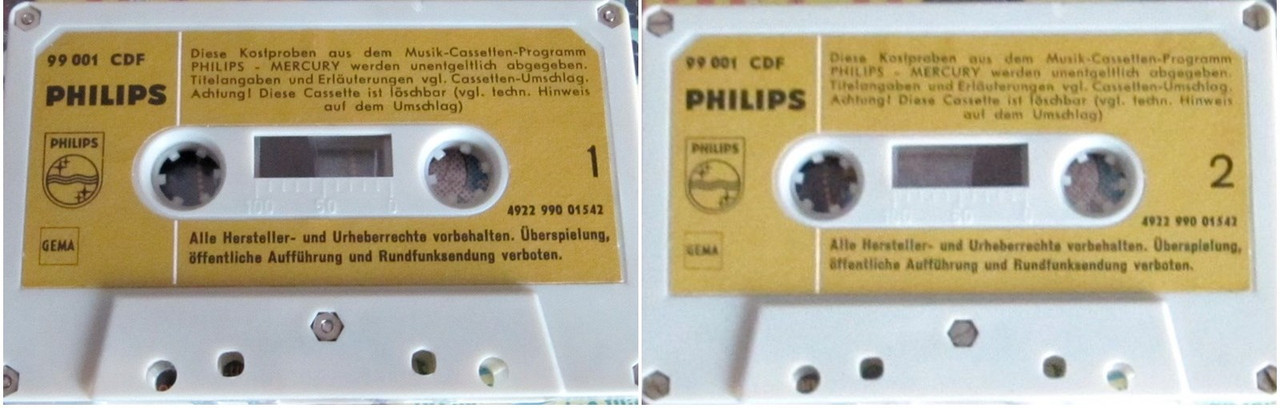 99 001 CDF
PHILIPS
Diese Kostproben aus dem Musik-Cassetten-Programm
PHILIPS - MERCURY werden unentgeltlich abgegeben.
Titelangaben und Erläuterungen vgl. Cassetten-Umschlag.
Achtung! Diese Cassette ist löschbar (vgl. techn. Hinweis
auf dem Umschlag)
PHILIPS
1
100 50 0
4922 990 01542
GEMA
Alle Hersteller- und Urheberrechte vorbehalten. Überspielung,
öffentliche Aufführung und Rundfunksendung verboten.
99 001 CDF
PHILIPS
Diese Kostproben aus dem Musik-Cassetten-Programm
PHILIPS - MERCURY werden unentgeltlich abgegeben.
Titelangaben und Erläuterungen vgl. Cassetten-Umschlag.
Achtung! Diese Cassette ist löschbar (vgl. techn. Hinweis
auf dem Umschlag)
PHILIPS
2
100 50 0
4922 990 01542
GEMA
Alle Hersteller- und Urheberrechte vorbehalten. Überspielung,
öffentliche Aufführung und Rundfunksendung verboten.